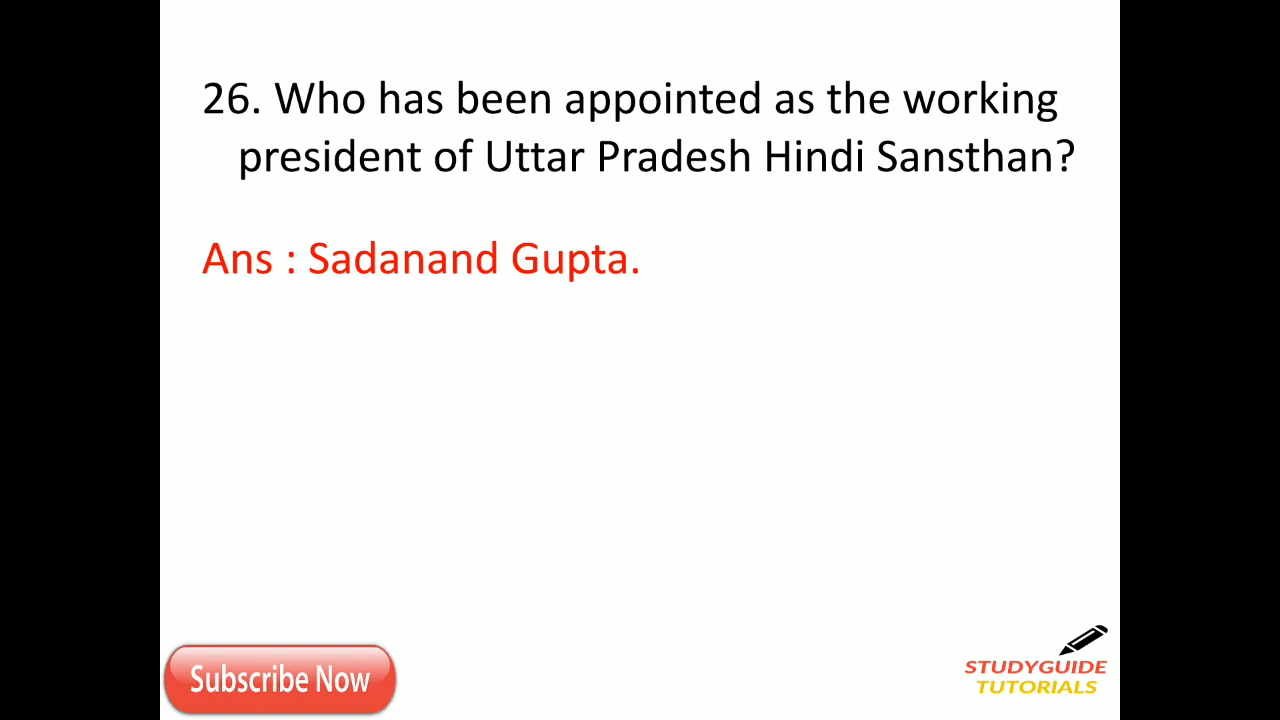 26. Who has been appointed as the working
president of Uttar Pradesh Hindi Sansthan?
Ans : Sadanand Gupta.
Subscribe Now
STUDYGUIDE
TUTORIALS